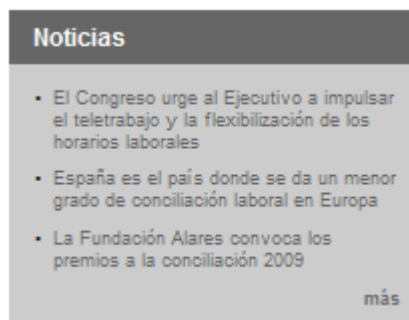 Noticias
▪ El Congreso urge al Ejecutivo a impulsar
el teletrabajo y la flexibilización de los
horarios laborales
▪ España es el país donde se da un menor
grado de conciliación laboral en Europa
▪ La Fundación Alares convoca los
premios a la conciliación 2009
más